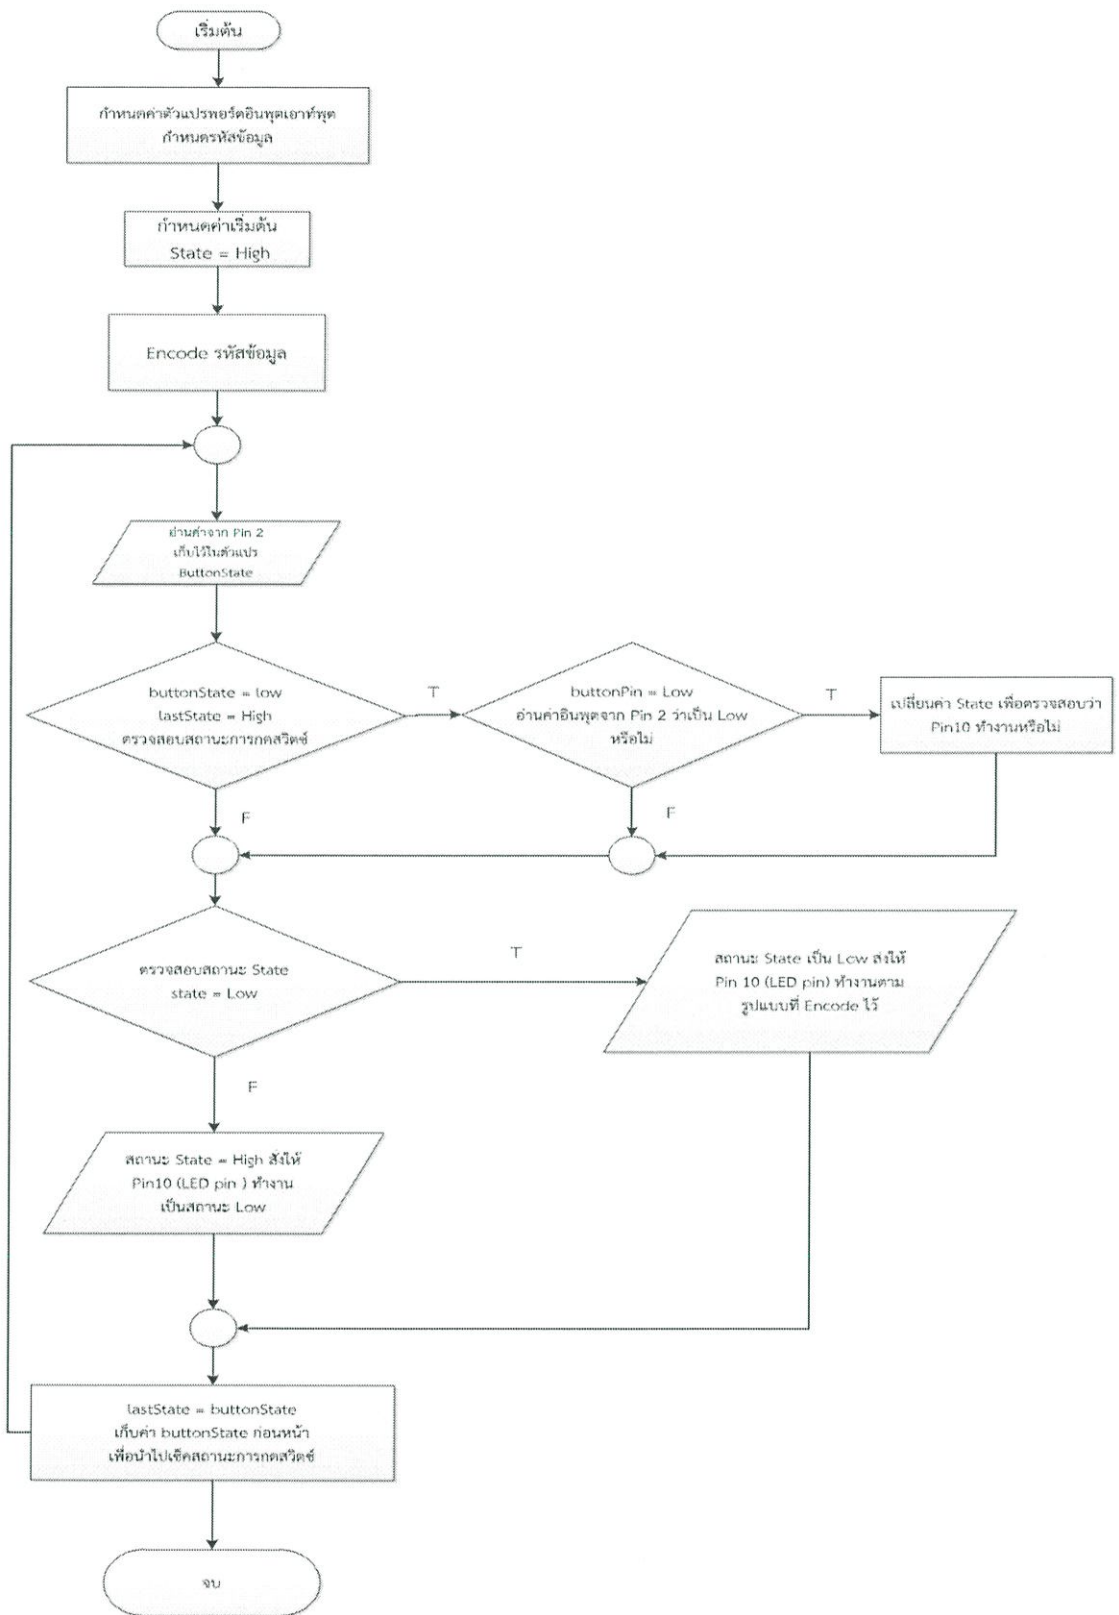 เริ่มต้น
กำหนดค่าตัวแปรพอร์ตอินพุตเอาท์พุต
กำหนดรหัสข้อมูล
กำหนดค่าเริ่มต้น
State = High
Encode รหัสข้อมูล
อ่านค่าจาก Pin 2
เก็บไว้ในตัวแปร
ButtonState
buttonState = low
lastState = High
ตรวจสอบสถานะการกดสวิตช์
T
buttonPin = Low
อ่านค่าอินพุตจาก Pin 2 ว่าเป็น Low
หรือไม่
T
เปลี่ยนค่า State เพื่อตรวจสอบว่า
Pin10 ทำงานหรือไม่
F
F
ตรวจสอบสถานะ State
state = Low
T
สถานะ State เป็น Low ส่งให้
Pin 10 (LED pin) ทำงานตาม
รูปแบบที่ Encode ไว้
F
สถานะ State = High สั่งให้
Pin10 (LED pin ) ทำงาน
เป็นสถานะ Low
lastState = buttonState
เก็บค่า buttonState ก่อนหน้า
เพื่อนำไปเช็คสถานะการกดสวิตช์
จบ